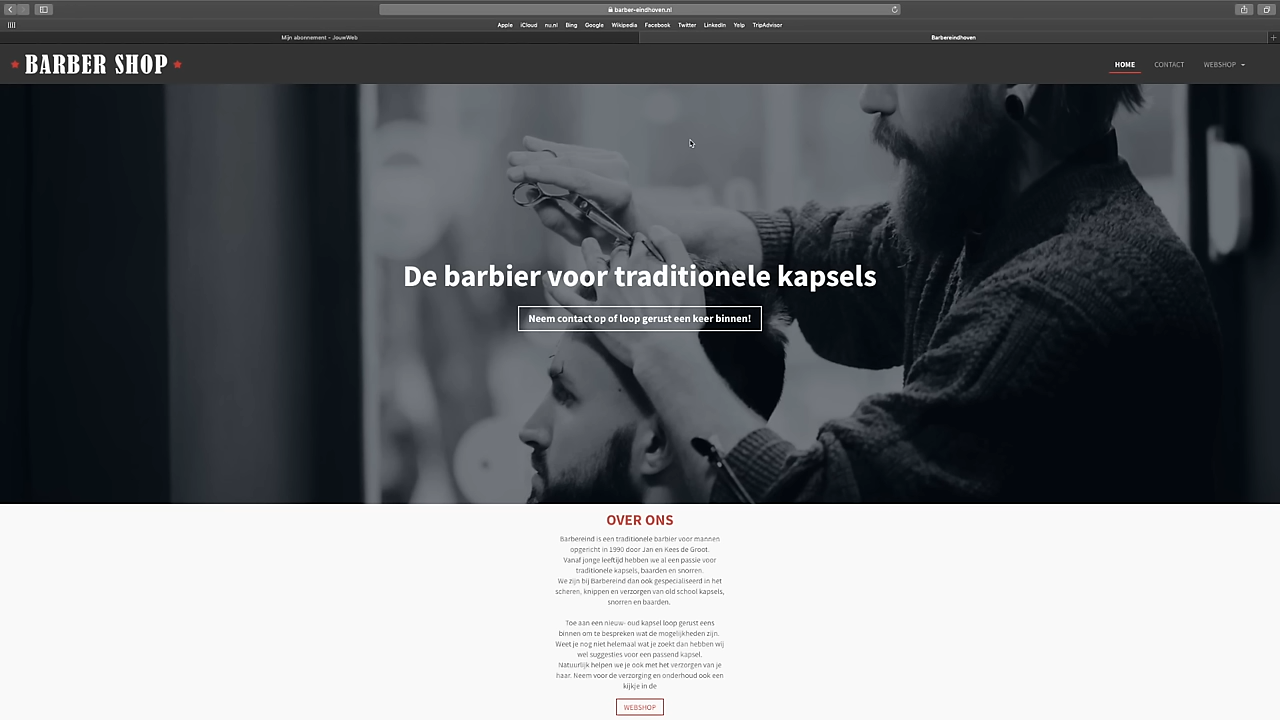 barber-eindhoven.nl
Apple iCloud nu.nl Bing Google Wikipedia Facebook Twitter LinkedIn Yelp TripAdvisor
Mijn abonnement – JouwWeb
Barbereindhoven
BARBER SHOP
HOME CONTACT WEBSHOP
De barbier voor traditionele kapsels
Neem contact op of loop gerust een keer binnen!
OVER ONS
Barbereind is een traditionele barbier voor mannen
opgericht in 1990 door Jan en Kees de Groot.
Vanaf jonge leeftijd hebben we al een passie voor
traditionele kapsels, baarden en snorren.
We zijn bij Barbereind dan ook gespecialiseerd in het
scheren, knippen en verzorgen van old school kapsels,
snorren en baarden.
Toe aan een nieuw- oud kapsel loop gerust eens
binnen om te bespreken wat de mogelijkheden zijn.
Weet je nog niet helemaal wat je zoekt dan hebben wij
wel suggesties voor een passend kapsel.
Natuurlijk helpen we je ook met het verzorgen van je
haar. Neem voor de verzorging en onderhoud ook een
kijkje in de
WEBSHOP